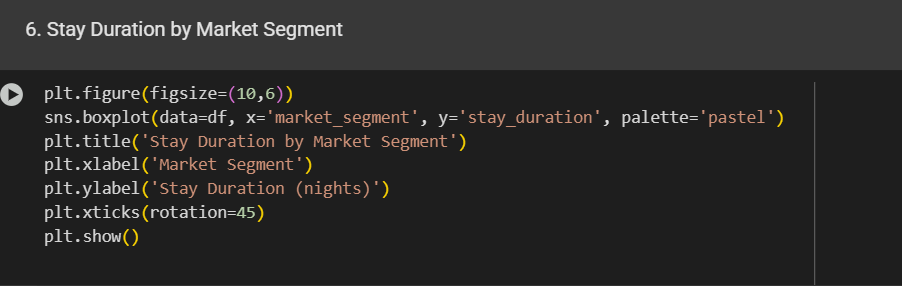 6. Stay Duration by Market Segment
plt.figure(figsize=(10,6))
sns.boxplot(data=df, x='market_segment', y='stay_duration', palette='pastel')
plt.title('Stay Duration by Market Segment')
plt.xlabel('Market Segment')
plt.ylabel('Stay Duration (nights)')
plt.xticks(rotation=45)
plt.show()